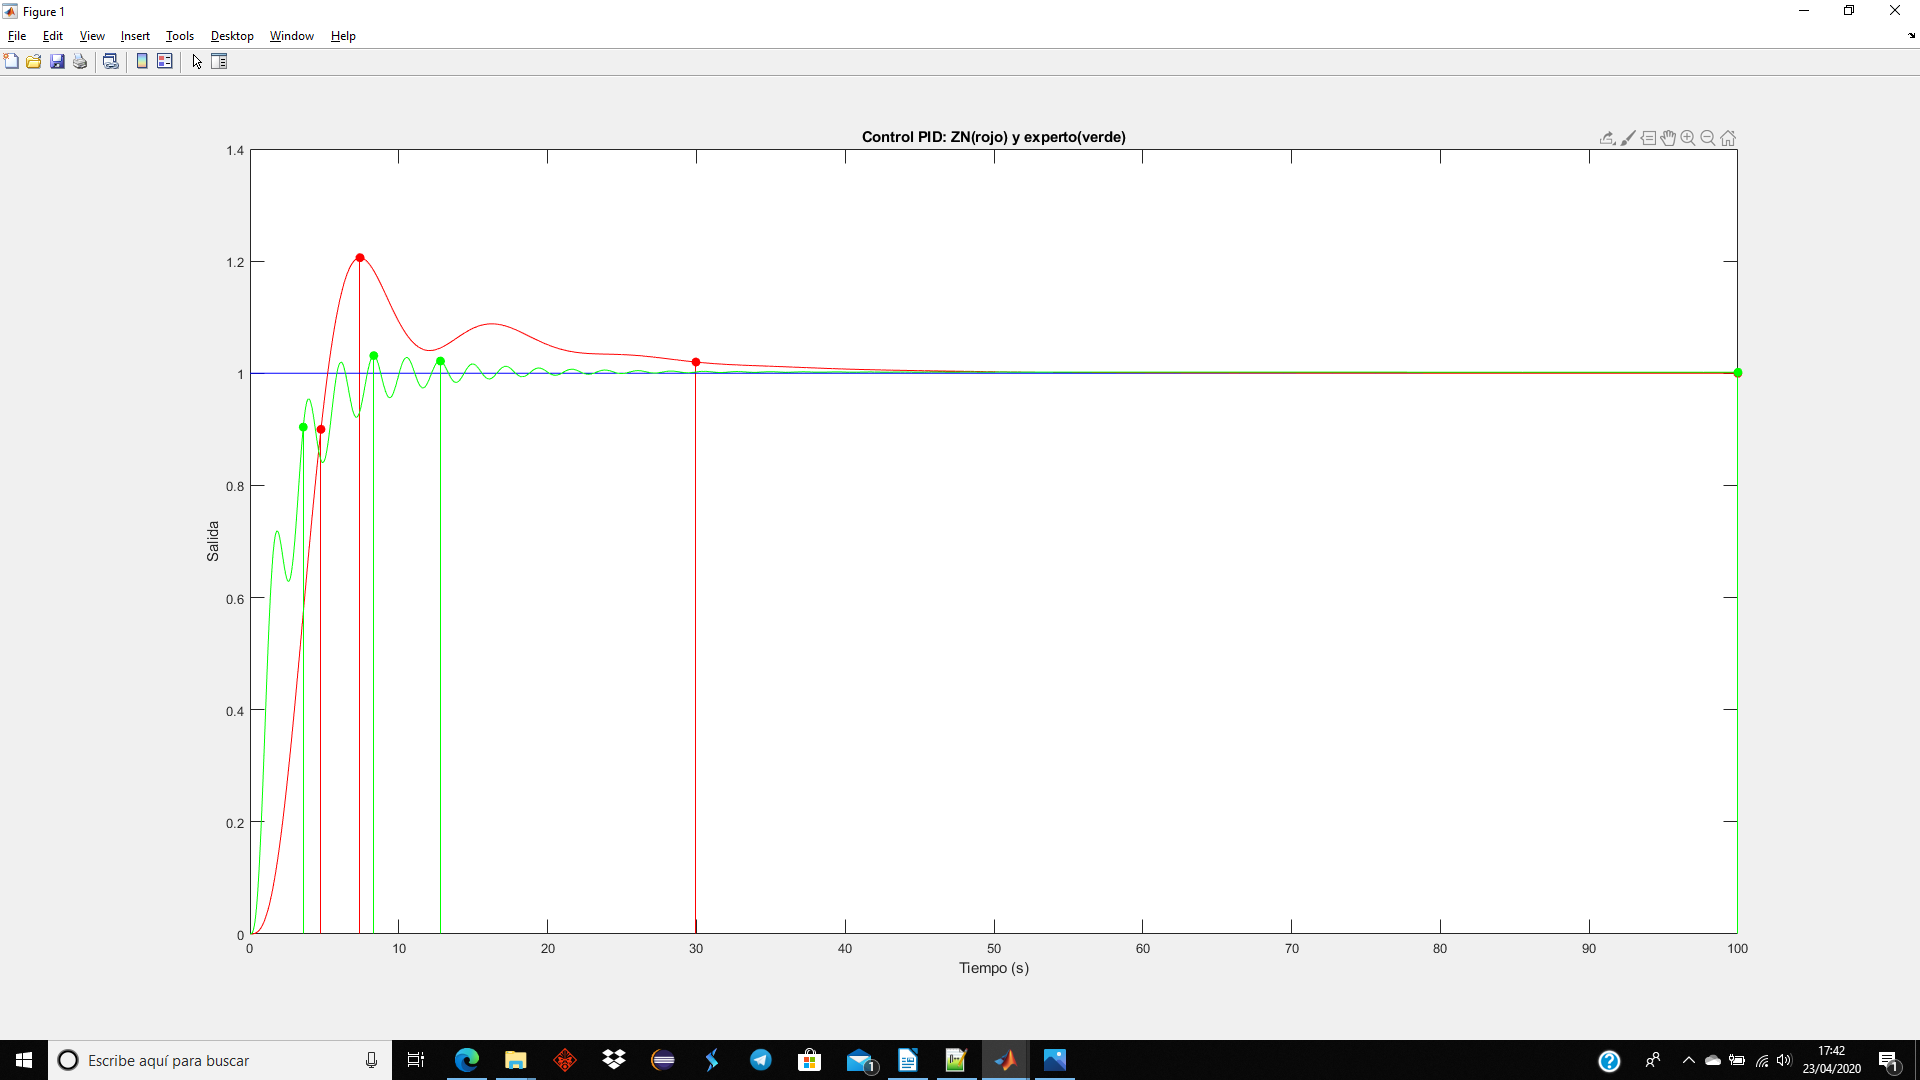 Figure 1
File Edit View Insert Tools Desktop Window Help
Control PID: ZN(rojo) y experto(verde)
1.4
1.2
1
0.8
0.6
0.4
0.2
0
Salida
0 10 20 30 40 50 60 70 80 90 100
Tiempo (s)
Escribe aquí para buscar
1
17:42
23/04/2020
1